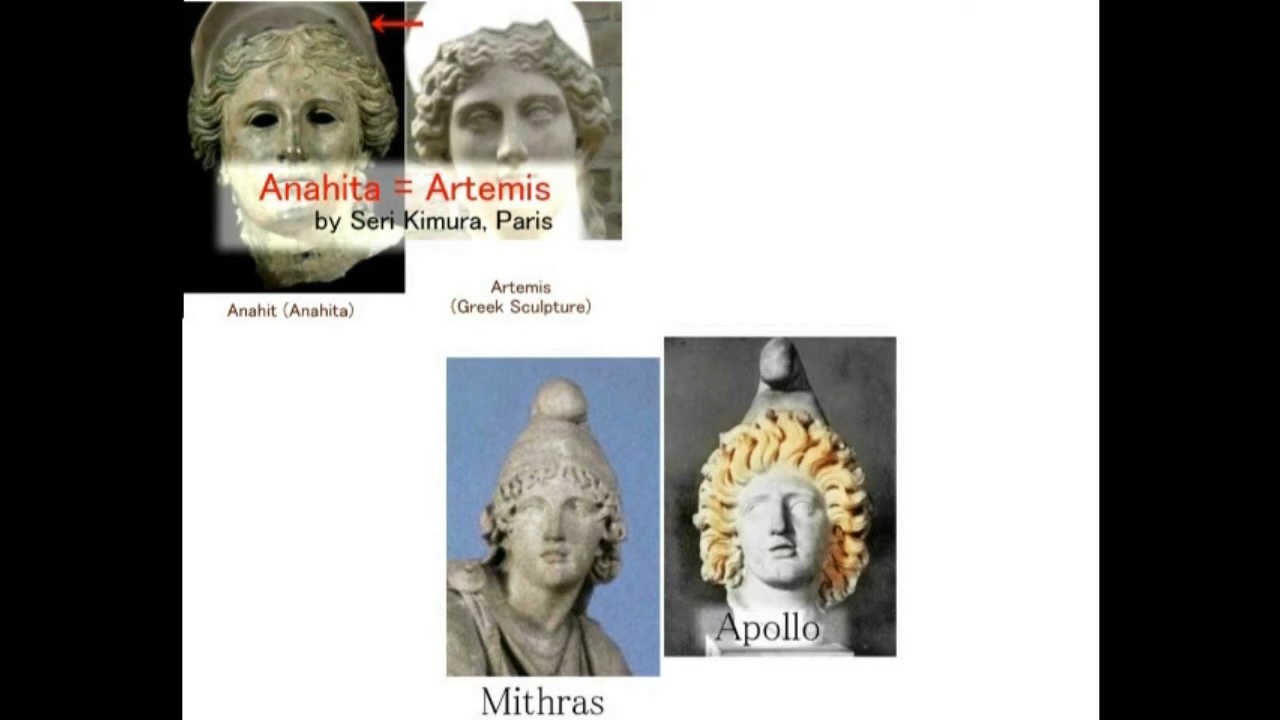 Anahita = Artemis
by Seri Kimura, Paris
Anahit (Anahita)
Artemis
(Greek Sculpture)
Apollo
Mithras